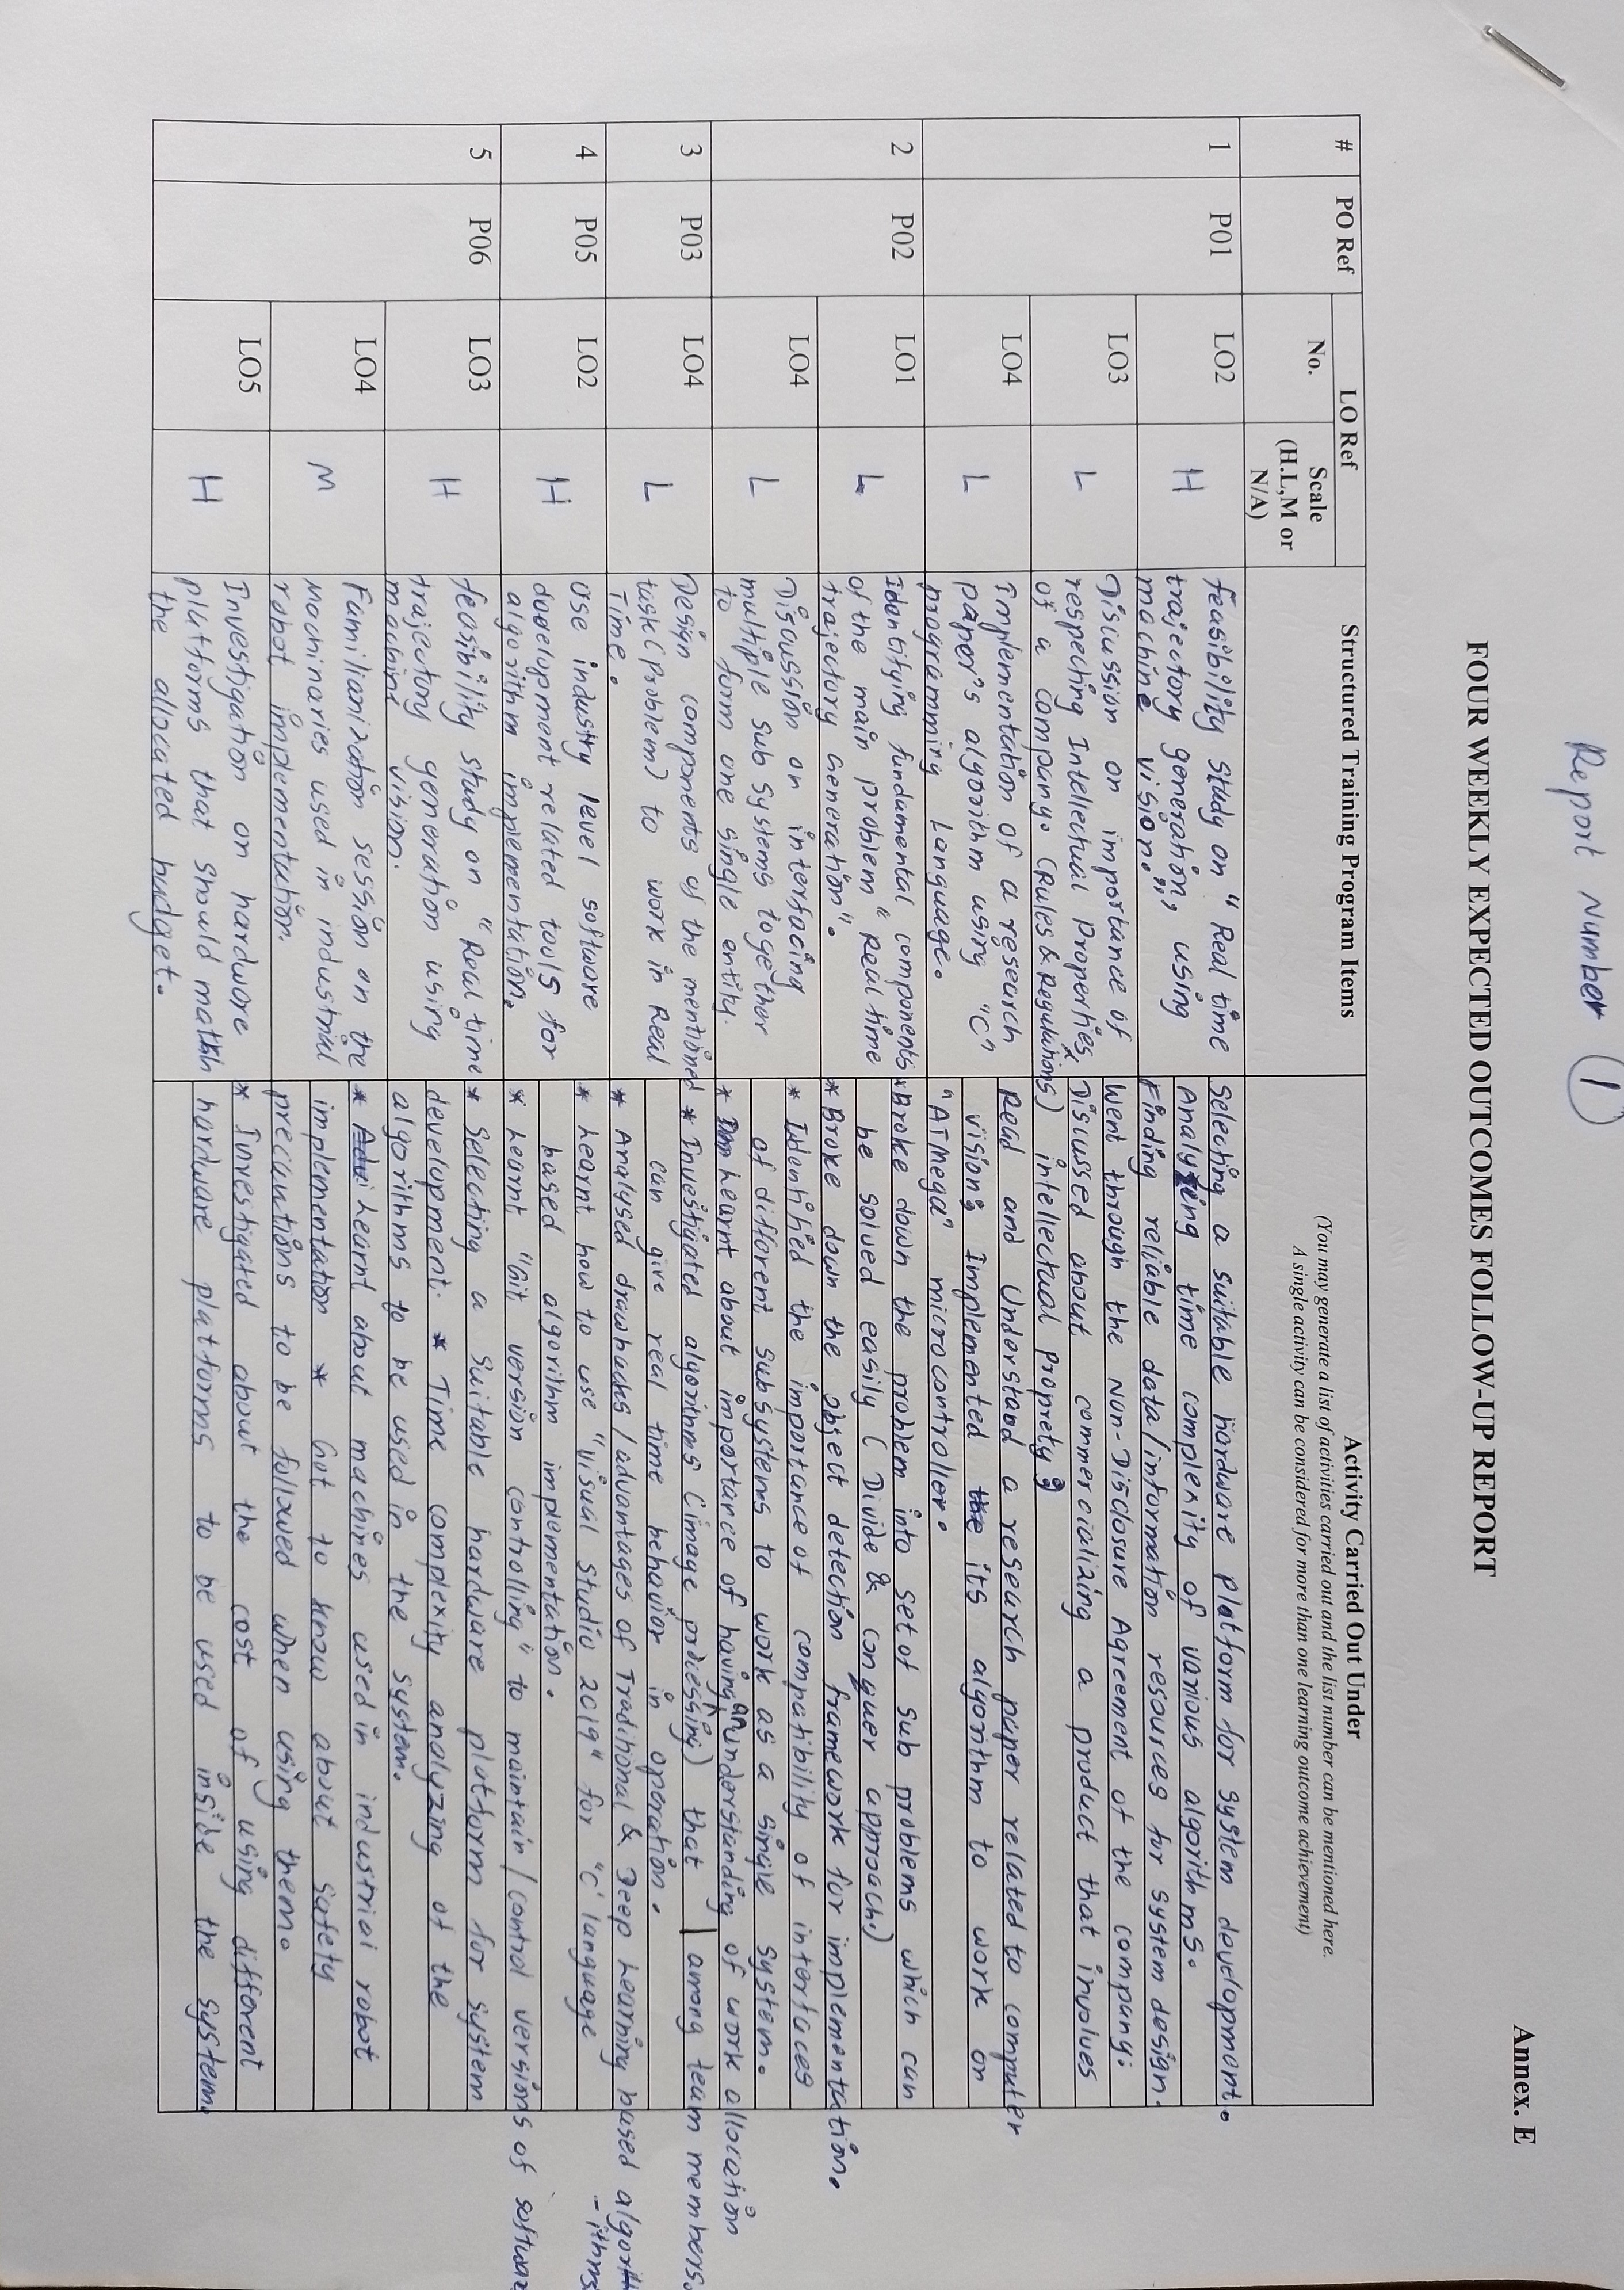 Report Number 1
Annex. E
FOUR WEEKLY EXPECTED OUTCOMES FOLLOW-UP REPORT
# PO Ref LO Ref Structured Training Program Items Activity Carried Out Under
No. Scale (H.L,M or N/A)
(You may generate a list of activities carried out and the list number can be mentioned here.
A single activity can be considered for more than one learning outcome achievement)
1 P01 LO2 H
feasibility study on “Real time
trajectory generation, using
machine vision.”
Selecting a suitable hardware platform for system development.
Analyzing time complexity of various algorithms.
Finding reliable data/information resources for system design.
LO3 L
Discussion on importance of
respecting Intellectual Properties
of a company. (Rules & Regulations)
Went through the Non-Disclosure Agreement of the company;
Discussed about commercializing a product that involves
intellectual Proprety;
LO4 L
Implementation of a research
paper's algorithm using "C"
programming Language.
Read and Understood a research paper related to computer
vision; Implemented the its algorithm to work on
"ATMega" microcontroller.
2 P02 LO1 L
Identifying fundamental components
of the main problem “Real time
trajectory Generation".
* Broke down the problem into set of sub problems which can
be solved easily (Divide & conquer approach.)
* Broke down the object detection framework for implementation.
LO4 L
Discussion on interfacing
multiple sub systems together
to form one single entity.
* Identified the importance of compatibility of interfaces
of different subsystems to work as a single system.
* Learnt about importance of having an understanding of work allocation
among team members.
3 P03 LO4 L
Design components of the mentioned
task (Problem) to work in Real
Time.
* Investigated algorithms (image processing) that
can give real time behavior in operation.
* Analysed drawbacks/advantages of Traditional & Deep Learning based algor
-ithms
4 P05 LO2 H
Use industry level software
development related tools for
algorithm implementation.
* Learnt how to use "Visual Studio 2019" for "C' language
based algorithm implementation.
* Learnt "Git version controlling" to maintain/control versions of softwar
5 P06 LO3 H
feasibility study on “Real time
trajectory generation using
machine vision.
* Selecting a suitable hardware platform for system
development. * Time complexity analyzing of the
algorithms to be used in the system.
LO4 M
Familiarization session on the
Machinaries used in industrial
robot implementation.
* Learnt about machines used in industrial robot
implementation * Got to know about safety
precautions to be followed when using them.
LO5 H
Investigation on hardware
platforms that should match
the allocated budget.
* Investigated about the cost of using different
hardware platforms to be used inside the system.